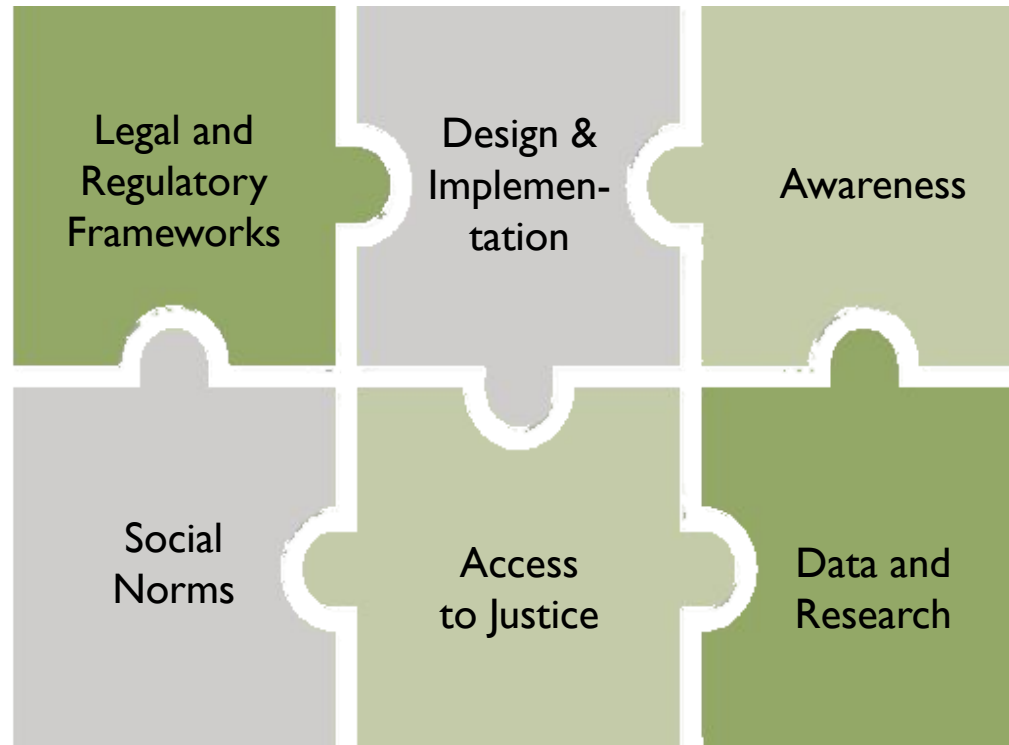 Legal and
Regulatory
Frameworks
Design &
Implemen-
tation
Awareness
Social
Norms
Access
to Justice
Data and
Research